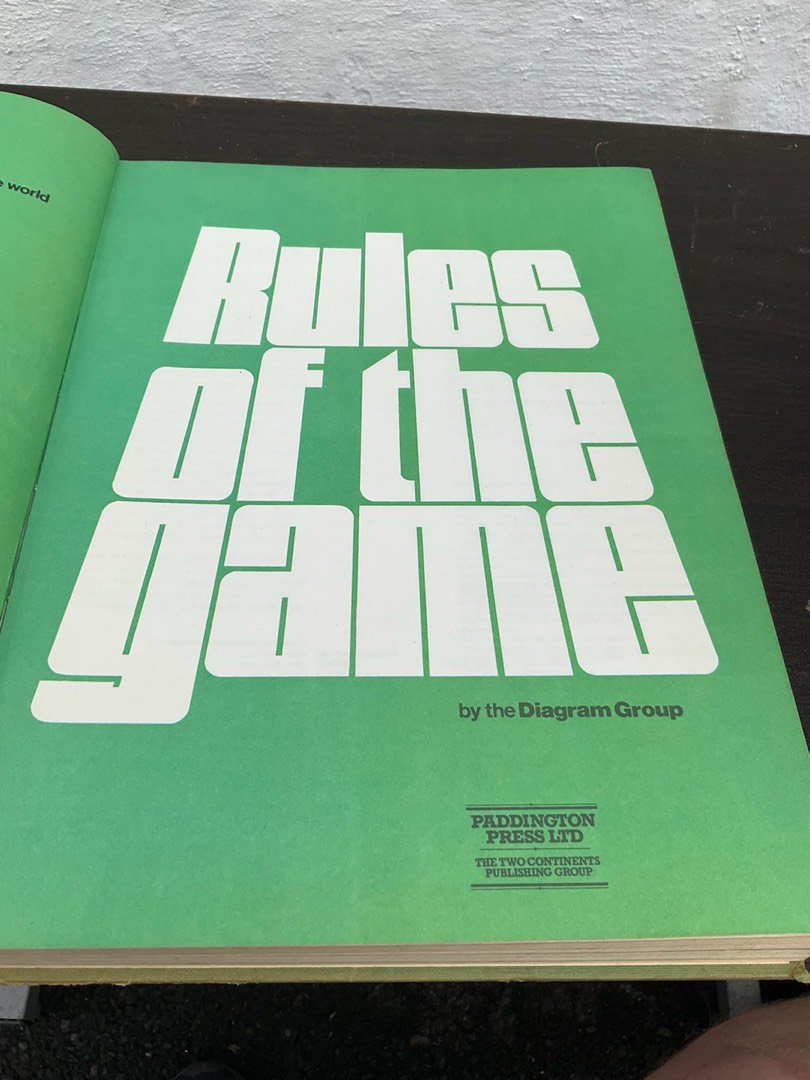 world
Rules
of the
game
by the Diagram Group
PADDINGTON
PRESS LTD
THE TWO CONTINENTS
PUBLISHING GROUP